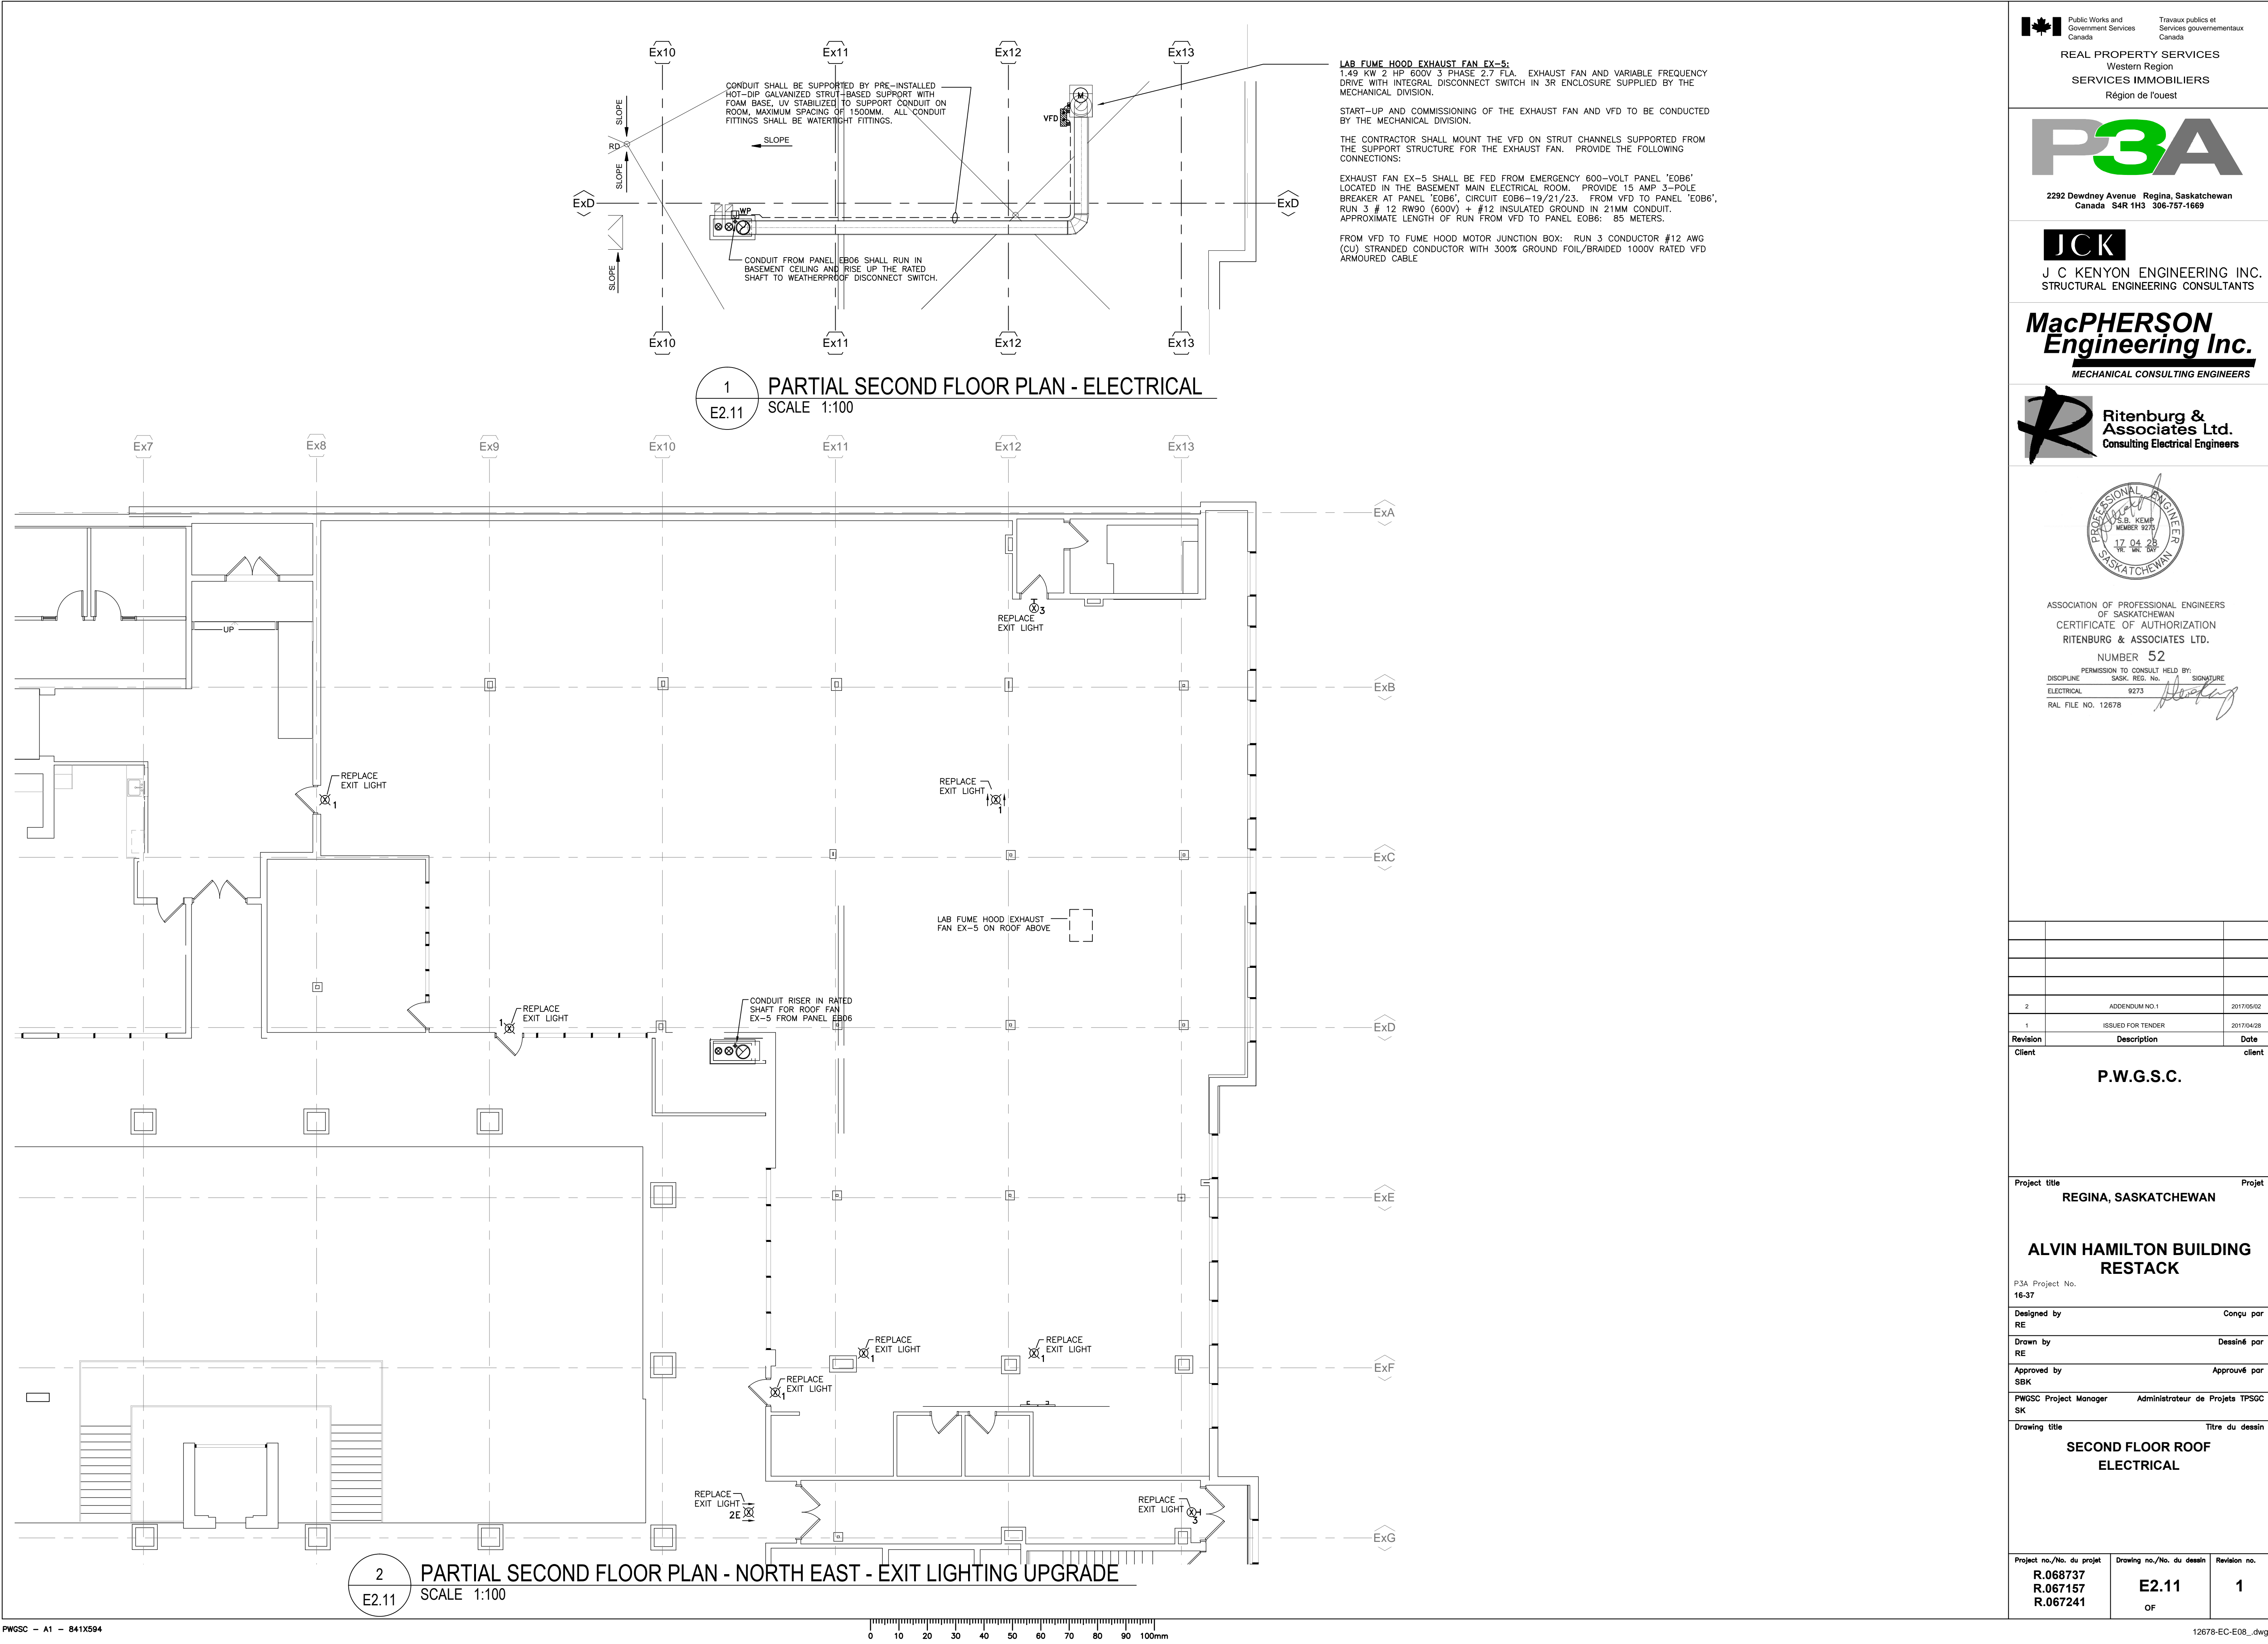 Ex10
Ex11
Ex12
Ex13
CONDUIT SHALL BE SUPPORTED BY PRE-INSTALLED
HOT-DIP GALVANIZED STRUT-BASED SUPPORT WITH
FOAM BASE, UV STABILIZED TO SUPPORT CONDUIT ON
ROOM, MAXIMUM SPACING OF 1500MM. ALL CONDUIT
FITTINGS SHALL BE WATERTIGHT FITTINGS.
SLOPE
RD
SLOPE
SLOPE
SLOPE
M
VFD
ExD
ExD
WP
CONDUIT FROM PANEL EB06 SHALL RUN IN
BASEMENT CEILING AND RISE UP THE RATED
SHAFT TO WEATHERPROOF DISCONNECT SWITCH.
Ex10
Ex11
Ex12
Ex13
LAB FUME HOOD EXHAUST FAN EX-5:
1.49 KW 2 HP 600V 3 PHASE 2.7 FLA. EXHAUST FAN AND VARIABLE FREQUENCY
DRIVE WITH INTEGRAL DISCONNECT SWITCH IN 3R ENCLOSURE SUPPLIED BY THE
MECHANICAL DIVISION.
START-UP AND COMMISSIONING OF THE EXHAUST FAN AND VFD TO BE CONDUCTED
BY THE MECHANICAL DIVISION.
THE CONTRACTOR SHALL MOUNT THE VFD ON STRUT CHANNELS SUPPORTED FROM
THE SUPPORT STRUCTURE FOR THE EXHAUST FAN. PROVIDE THE FOLLOWING
CONNECTIONS:
EXHAUST FAN EX-5 SHALL BE FED FROM EMERGENCY 600-VOLT PANEL 'E0B6'
LOCATED IN THE BASEMENT MAIN ELECTRICAL ROOM. PROVIDE 15 AMP 3-POLE
BREAKER AT PANEL 'E0B6', CIRCUIT E0B6-19/21/23. FROM VFD TO PANEL 'E0B6',
RUN 3 # 12 RW90 (600V) + #12 INSULATED GROUND IN 21MM CONDUIT.
APPROXIMATE LENGTH OF RUN FROM VFD TO PANEL EOB6: 85 METERS.
FROM VFD TO FUME HOOD MOTOR JUNCTION BOX: RUN 3 CONDUCTOR #12 AWG
(CU) STRANDED CONDUCTOR WITH 300% GROUND FOIL/BRAIDED 1000V RATED VFD
ARMOURED CABLE
1
E2.11
PARTIAL SECOND FLOOR PLAN - ELECTRICAL
SCALE 1:100
Ex7
Ex8
Ex9
Ex10
Ex11
Ex12
Ex13
ExA
UP
3
REPLACE
EXIT LIGHT
ExB
REPLACE
EXIT LIGHT
1
REPLACE
EXIT LIGHT
1
ExC
LAB FUME HOOD EXHAUST
FAN EX-5 ON ROOF ABOVE
CONDUIT RISER IN RATED
SHAFT FOR ROOF FAN
EX-5 FROM PANEL EB06
REPLACE
EXIT LIGHT
1
ExD
ExE
REPLACE
EXIT LIGHT
1
REPLACE
EXIT LIGHT
1
ExF
REPLACE
EXIT LIGHT
1
REPLACE
EXIT LIGHT
2E
REPLACE
EXIT LIGHT
3
ExG
2
E2.11
PARTIAL SECOND FLOOR PLAN - NORTH EAST - EXIT LIGHTING UPGRADE
SCALE 1:100
PWGSC - A1 - 841X594
0 10 20 30 40 50 60 70 80 90 100mm
Public Works and
Government Services
Canada
Travaux publics et
Services gouvernementaux
Canada
REAL PROPERTY SERVICES
Western Region
SERVICES IMMOBILIERS
Région de l'ouest
P3A
2292 Dewdney Avenue Regina, Saskatchewan
Canada S4R 1H3 306-757-1669
JCK
J C KENYON ENGINEERING INC.
STRUCTURAL ENGINEERING CONSULTANTS
MacPHERSON
Engineering Inc.
MECHANICAL CONSULTING ENGINEERS
R
Ritenburg &
Associates Ltd.
Consulting Electrical Engineers
PROFESSIONAL ENGINEER
S.B. KEMP
MEMBER 9273
17 04 28
YR. MN. DAY
SASKATCHEWAN
ASSOCIATION OF PROFESSIONAL ENGINEERS
OF SASKATCHEWAN
CERTIFICATE OF AUTHORIZATION
RITENBURG & ASSOCIATES LTD.
NUMBER 52
PERMISSION TO CONSULT HELD BY:
DISCIPLINE SASK. REG. No. SIGNATURE
ELECTRICAL 9273
RAL FILE NO. 12678
2 ADDENDUM NO.1 2017/05/02
1 ISSUED FOR TENDER 2017/04/28
Revision Description Date
Client client
P.W.G.S.C.
Project title Projet
REGINA, SASKATCHEWAN
ALVIN HAMILTON BUILDING
RESTACK
P3A Project No.
16-37
Designed by Conçu par
RE
Drawn by Dessiné par
RE
Approved by Approuvé par
SBK
PWGSC Project Manager Administrateur de Projets TPSGC
SK
Drawing title Titre du dessin
SECOND FLOOR ROOF
ELECTRICAL
Project no./No. du projet Drawing no./No. du dessin Revision no.
R.068737
R.067157
R.067241
E2.11
OF
1
12678-EC-E08_.dwg